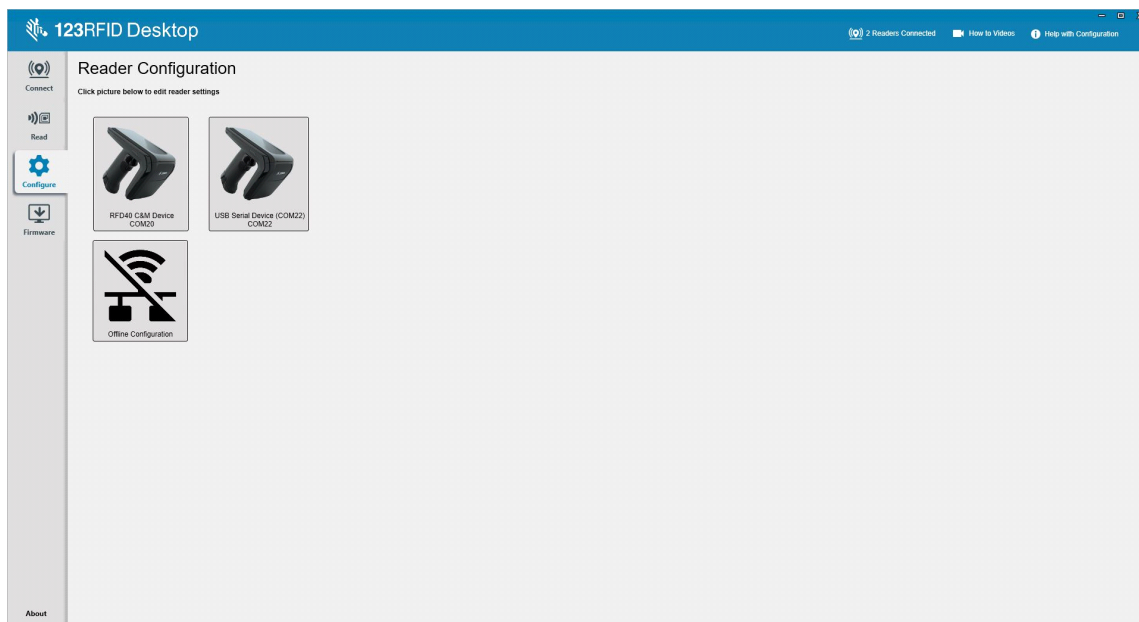 123RFID Desktop
2 Readers Connected
How to Videos
Help with Configuration
Connect
Read
Configure
Firmware
About
Reader Configuration
Click picture below to edit reader settings
RFD40 C&M Device
COM20
USB Serial Device (COM22)
COM22
Offline Configuration